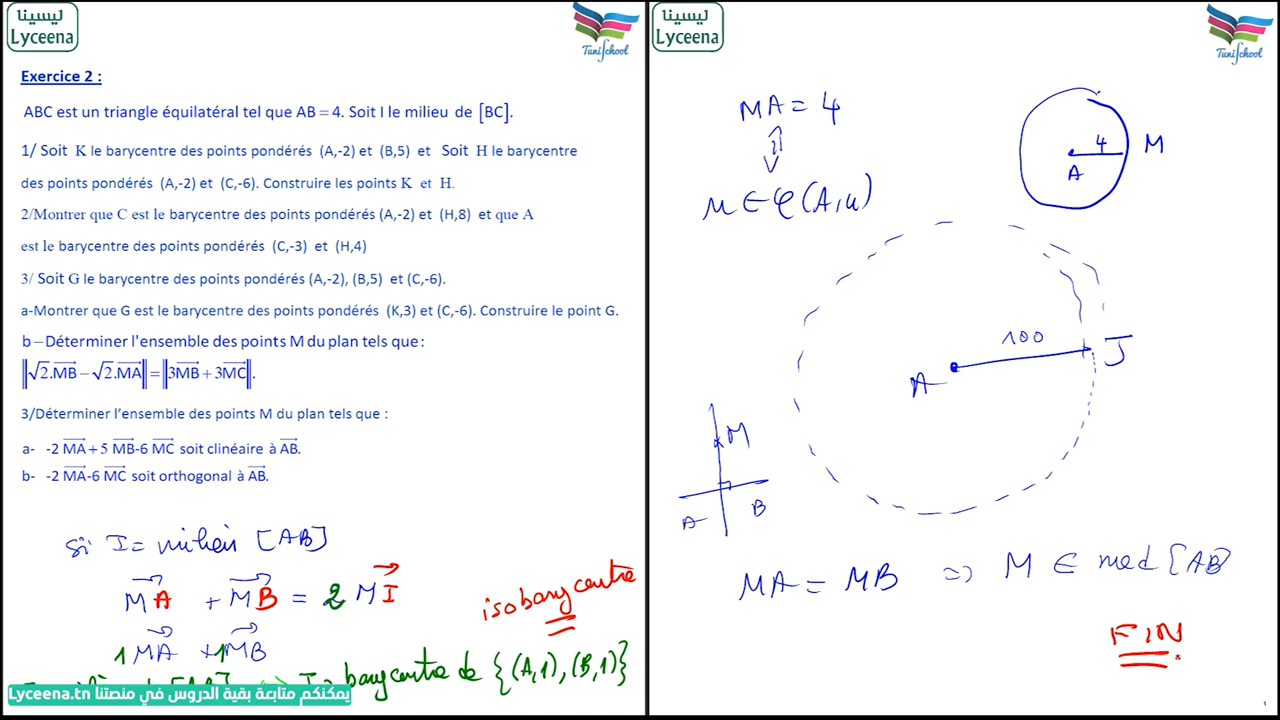 ليسينا
Lyceena
TuniSchool
Exercice 2 :
ABC est un triangle équilatéral tel que AB = 4. Soit I le milieu de [BC].
1/ Soit K le barycentre des points pondérés (A,-2) et (B,5) et Soit H le barycentre
des points pondérés (A,-2) et (C,-6). Construire les points K et H.
2/Montrer que C est le barycentre des points pondérés (A,-2) et (H,8) et que A
est le barycentre des points pondérés (C,-3) et (H,4)
3/ Soit G le barycentre des points pondérés (A,-2), (B,5) et (C,-6).
a-Montrer que G est le barycentre des points pondérés (K,3) et (C,-6). Construire le point G.
b – Déterminer l'ensemble des points M du plan tels que :
‖√2.MB – √2.MA‖ = ‖3MB + 3MC‖.
3/Déterminer l'ensemble des points M du plan tels que :
a- -2 MA + 5 MB-6 MC soit clinéaire à AB.
b- -2 MA-6 MC soit orthogonal à AB.
si I = milieu [AB]
MA + MB = 2 MI
isobarycentre
1MA + 1MB
[AB] I barycentre de {(A,1), (B,1)}
يمكنكم متابعة بقية الدروس في منصتنا Lyceena.tn
ليسينا
Lyceena
TuniSchool
MA = 4
4 M
A
M ∈ φ(A,4)
100
A J
M
A B
MA = MB ⇒ M ∈ med [AB]
FIN
1